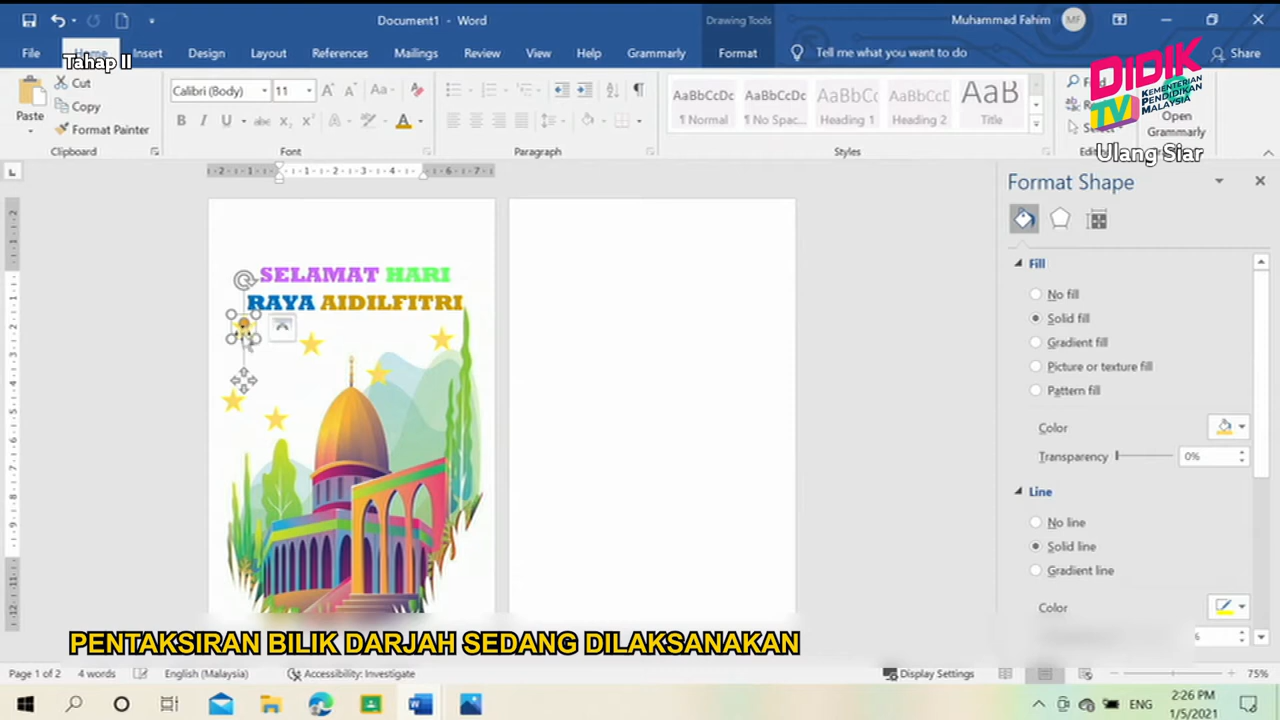 Document1 - Word
Drawing Tools
Muhammad Fahim
MF
File
Home
Insert
Design
Layout
References
Mailings
Review
View
Help
Grammarly
Format
Tell me what you want to do
Share
Tahap II
DIDIK
TV
KEMENTERIAN
PENDIDIKAN
MALAYSIA
Ulang Siar
Paste
Cut
Copy
Format Painter
Calibri (Body)
11
AaBbCcDc
AaBbCcDc
AaBbCcC
AaBbCcD
AaB
¶ Normal
¶ No Spac...
Heading 1
Heading 2
Title
Open
Grammarly
Clipboard
Font
Paragraph
Styles
Format Shape
Fill
No fill
Solid fill
Gradient fill
Picture or texture fill
Pattern fill
Color
Transparency
0%
Line
No line
Solid line
Gradient line
Color
%
SELAMAT HARI
RAYA AIDILFITRI
PENTAKSIRAN BILIK DARJAH SEDANG DILAKSANAKAN
Page 1 of 2
4 words
English (Malaysia)
Accessibility: Investigate
Display Settings
75%
ENG
2:26 PM
1/5/2021